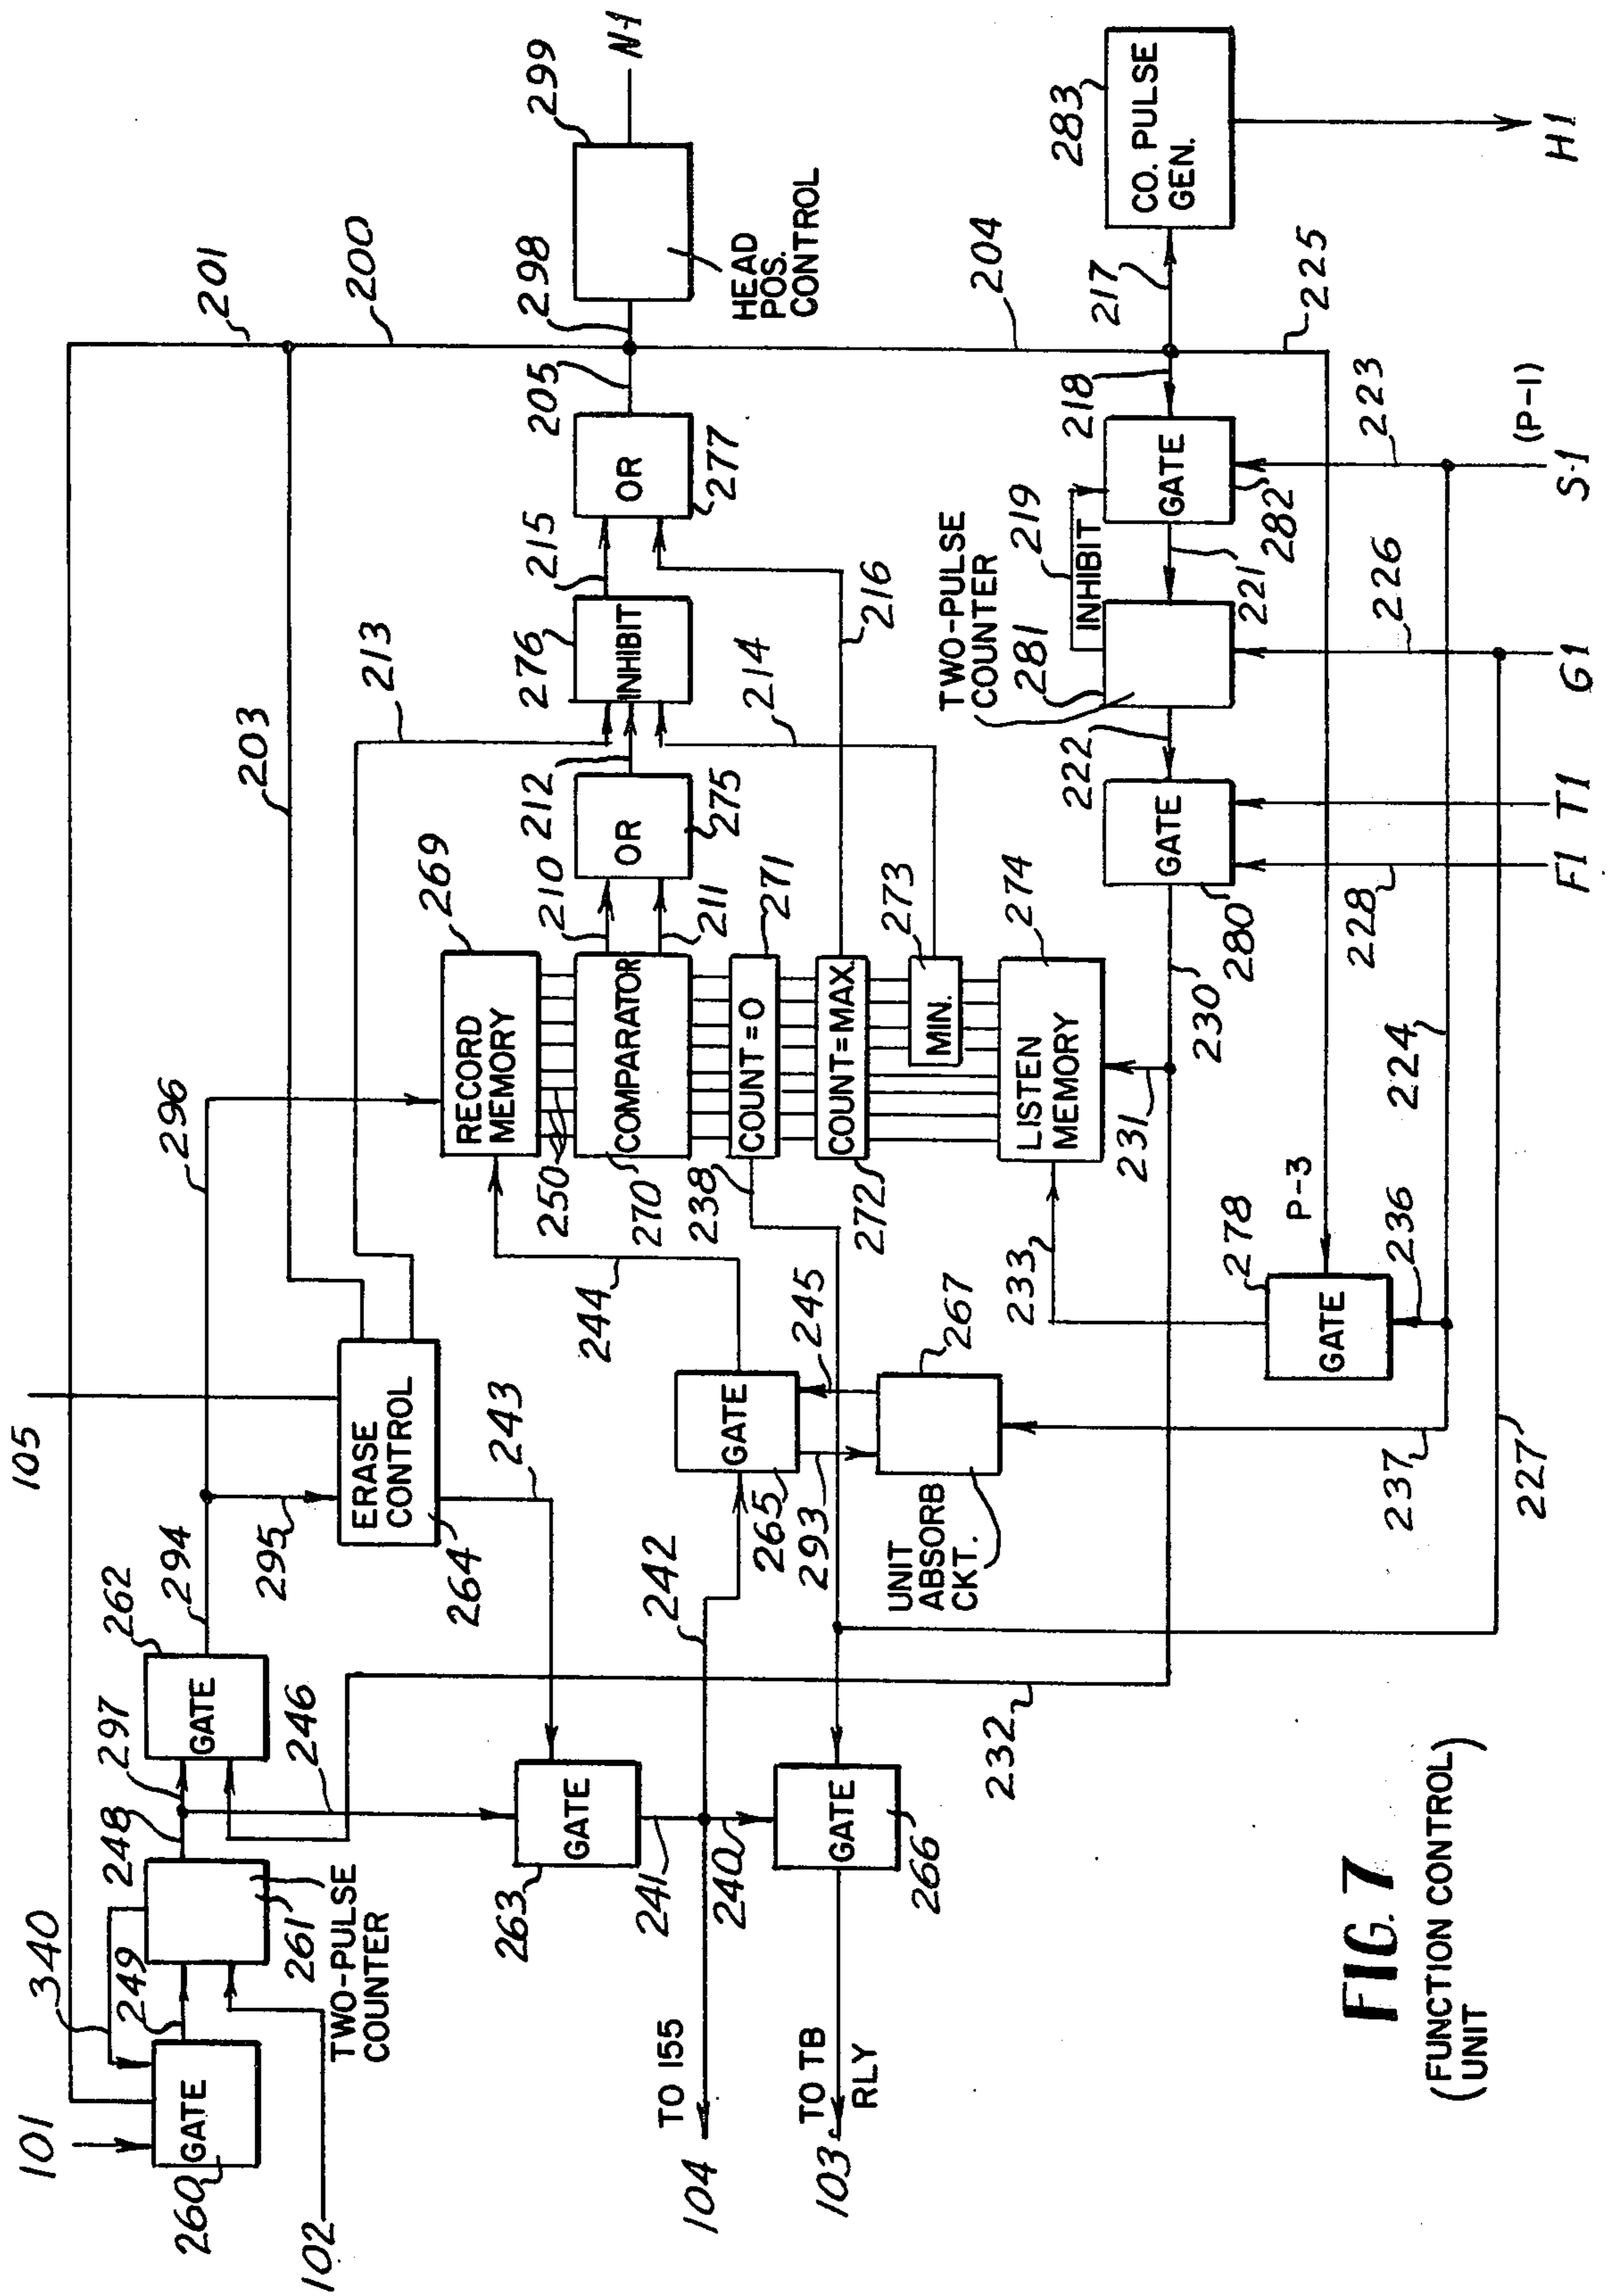 101
260
GATE
340
249
102
261
TWO-PULSE
COUNTER
248
297
262
GATE
246
294
295
296
105
ERASE
CONTROL
264
243
203
213
201
200
263
GATE
241
240
242
TO 155
104
TO TB
RLY
103
GATE
266
232
244
GATE
265
293
245
267
UNIT
ABSORB
CKT.
RECORD
MEMORY
269
250
COMPARATOR
270
210
211
238
COUNT=0
271
COUNT=MAX.
272
MIN.
273
LISTEN
MEMORY
274
231
233
230
OR
275
212
INHIBIT
276
214
215
216
OR
277
205
298
299
HEAD
POS.
CONTROL
N-1
204
217
CO. PULSE
GEN.
283
H1
225
218
GATE
282
219
INHIBIT
221
TWO-PULSE
COUNTER
281
222
GATE
280
228
226
223
(P-1)
S-1
G1
T1
F1
278
GATE
P-3
236
224
237
227
FIG. 7
(FUNCTION CONTROL)
UNIT